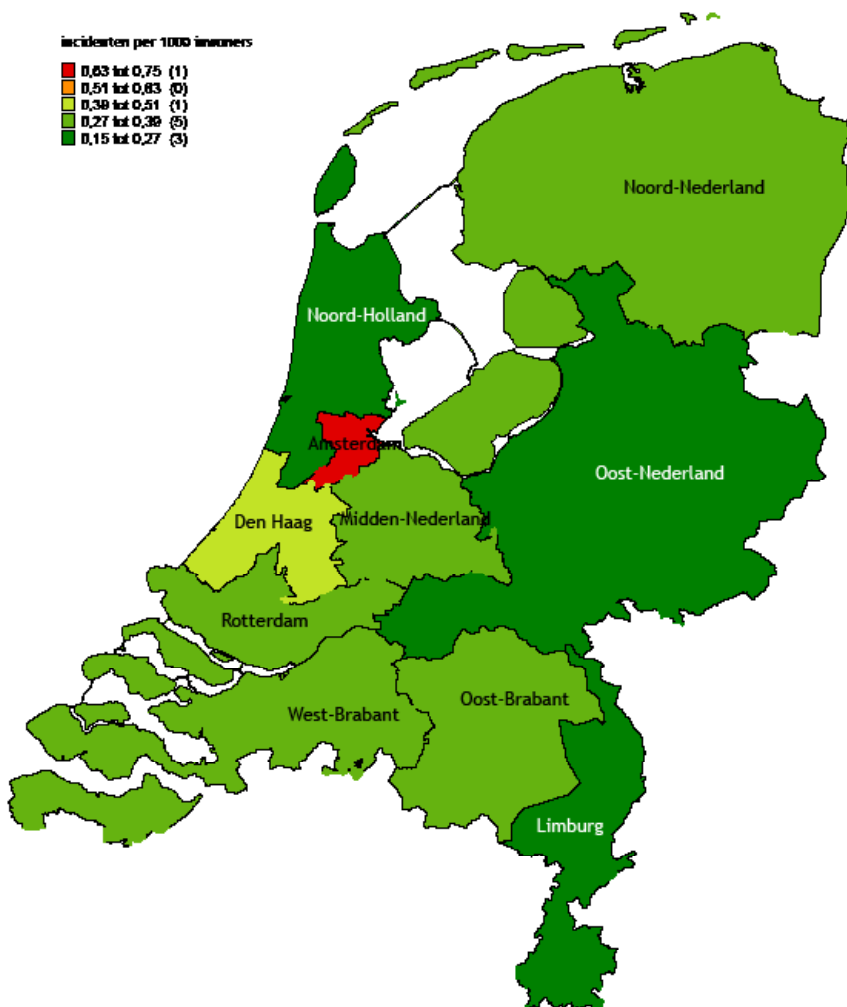 incidenten per 1000 inwoners
0,63 tot 0,75 (1)
0,51 tot 0,63 (0)
0,39 tot 0,51 (1)
0,27 tot 0,39 (5)
0,15 tot 0,27 (3)
Noord-Nederland
Noord-Holland
Amsterdam
Oost-Nederland
Den Haag
Midden-Nederland
Rotterdam
Oost-Brabant
West-Brabant
Limburg